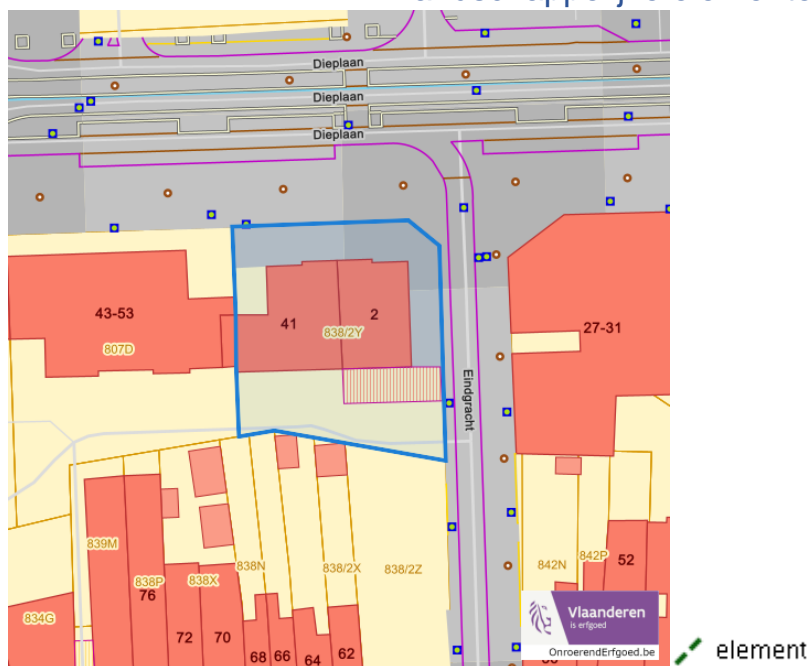 Dieplaan
Dieplaan
Dieplaan
43-53
807D
41
2
838/2Y
27-31
Eindgracht
839M
838P
76
838X
838N
838/2X
838/2Z
842N
842P
52
834G
72
70
68
66
64
62
Vlaanderen
is erfgoed
OnroerendErfgoed.be
element